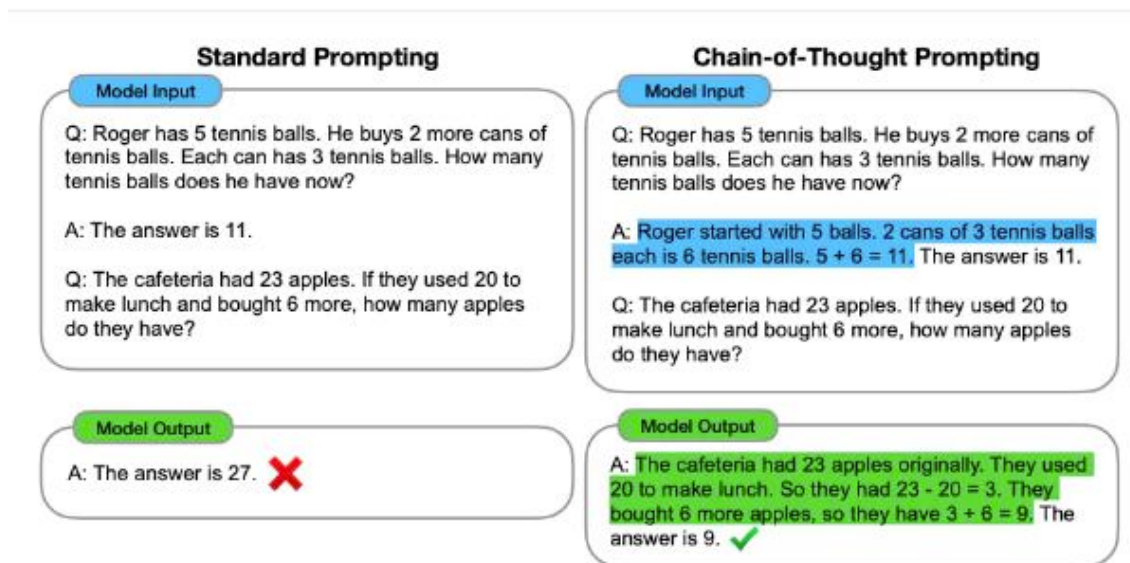 Standard Prompting
Model Input
Q: Roger has 5 tennis balls. He buys 2 more cans of
tennis balls. Each can has 3 tennis balls. How many
tennis balls does he have now?
A: The answer is 11.
Q: The cafeteria had 23 apples. If they used 20 to
make lunch and bought 6 more, how many apples
do they have?
Model Output
A: The answer is 27.
Chain-of-Thought Prompting
Model Input
Q: Roger has 5 tennis balls. He buys 2 more cans of
tennis balls. Each can has 3 tennis balls. How many
tennis balls does he have now?
A: Roger started with 5 balls. 2 cans of 3 tennis balls
each is 6 tennis balls. 5 + 6 = 11. The answer is 11.
Q: The cafeteria had 23 apples. If they used 20 to
make lunch and bought 6 more, how many apples
do they have?
Model Output
A: The cafeteria had 23 apples originally. They used
20 to make lunch. So they had 23 - 20 = 3. They
bought 6 more apples, so they have 3 + 6 = 9. The
answer is 9.